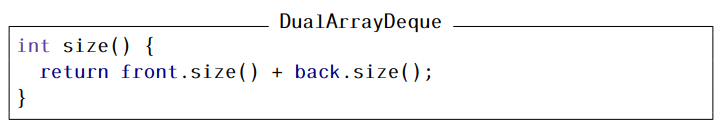 DualArrayDeque
int size() {
  return front.size() + back.size();
}